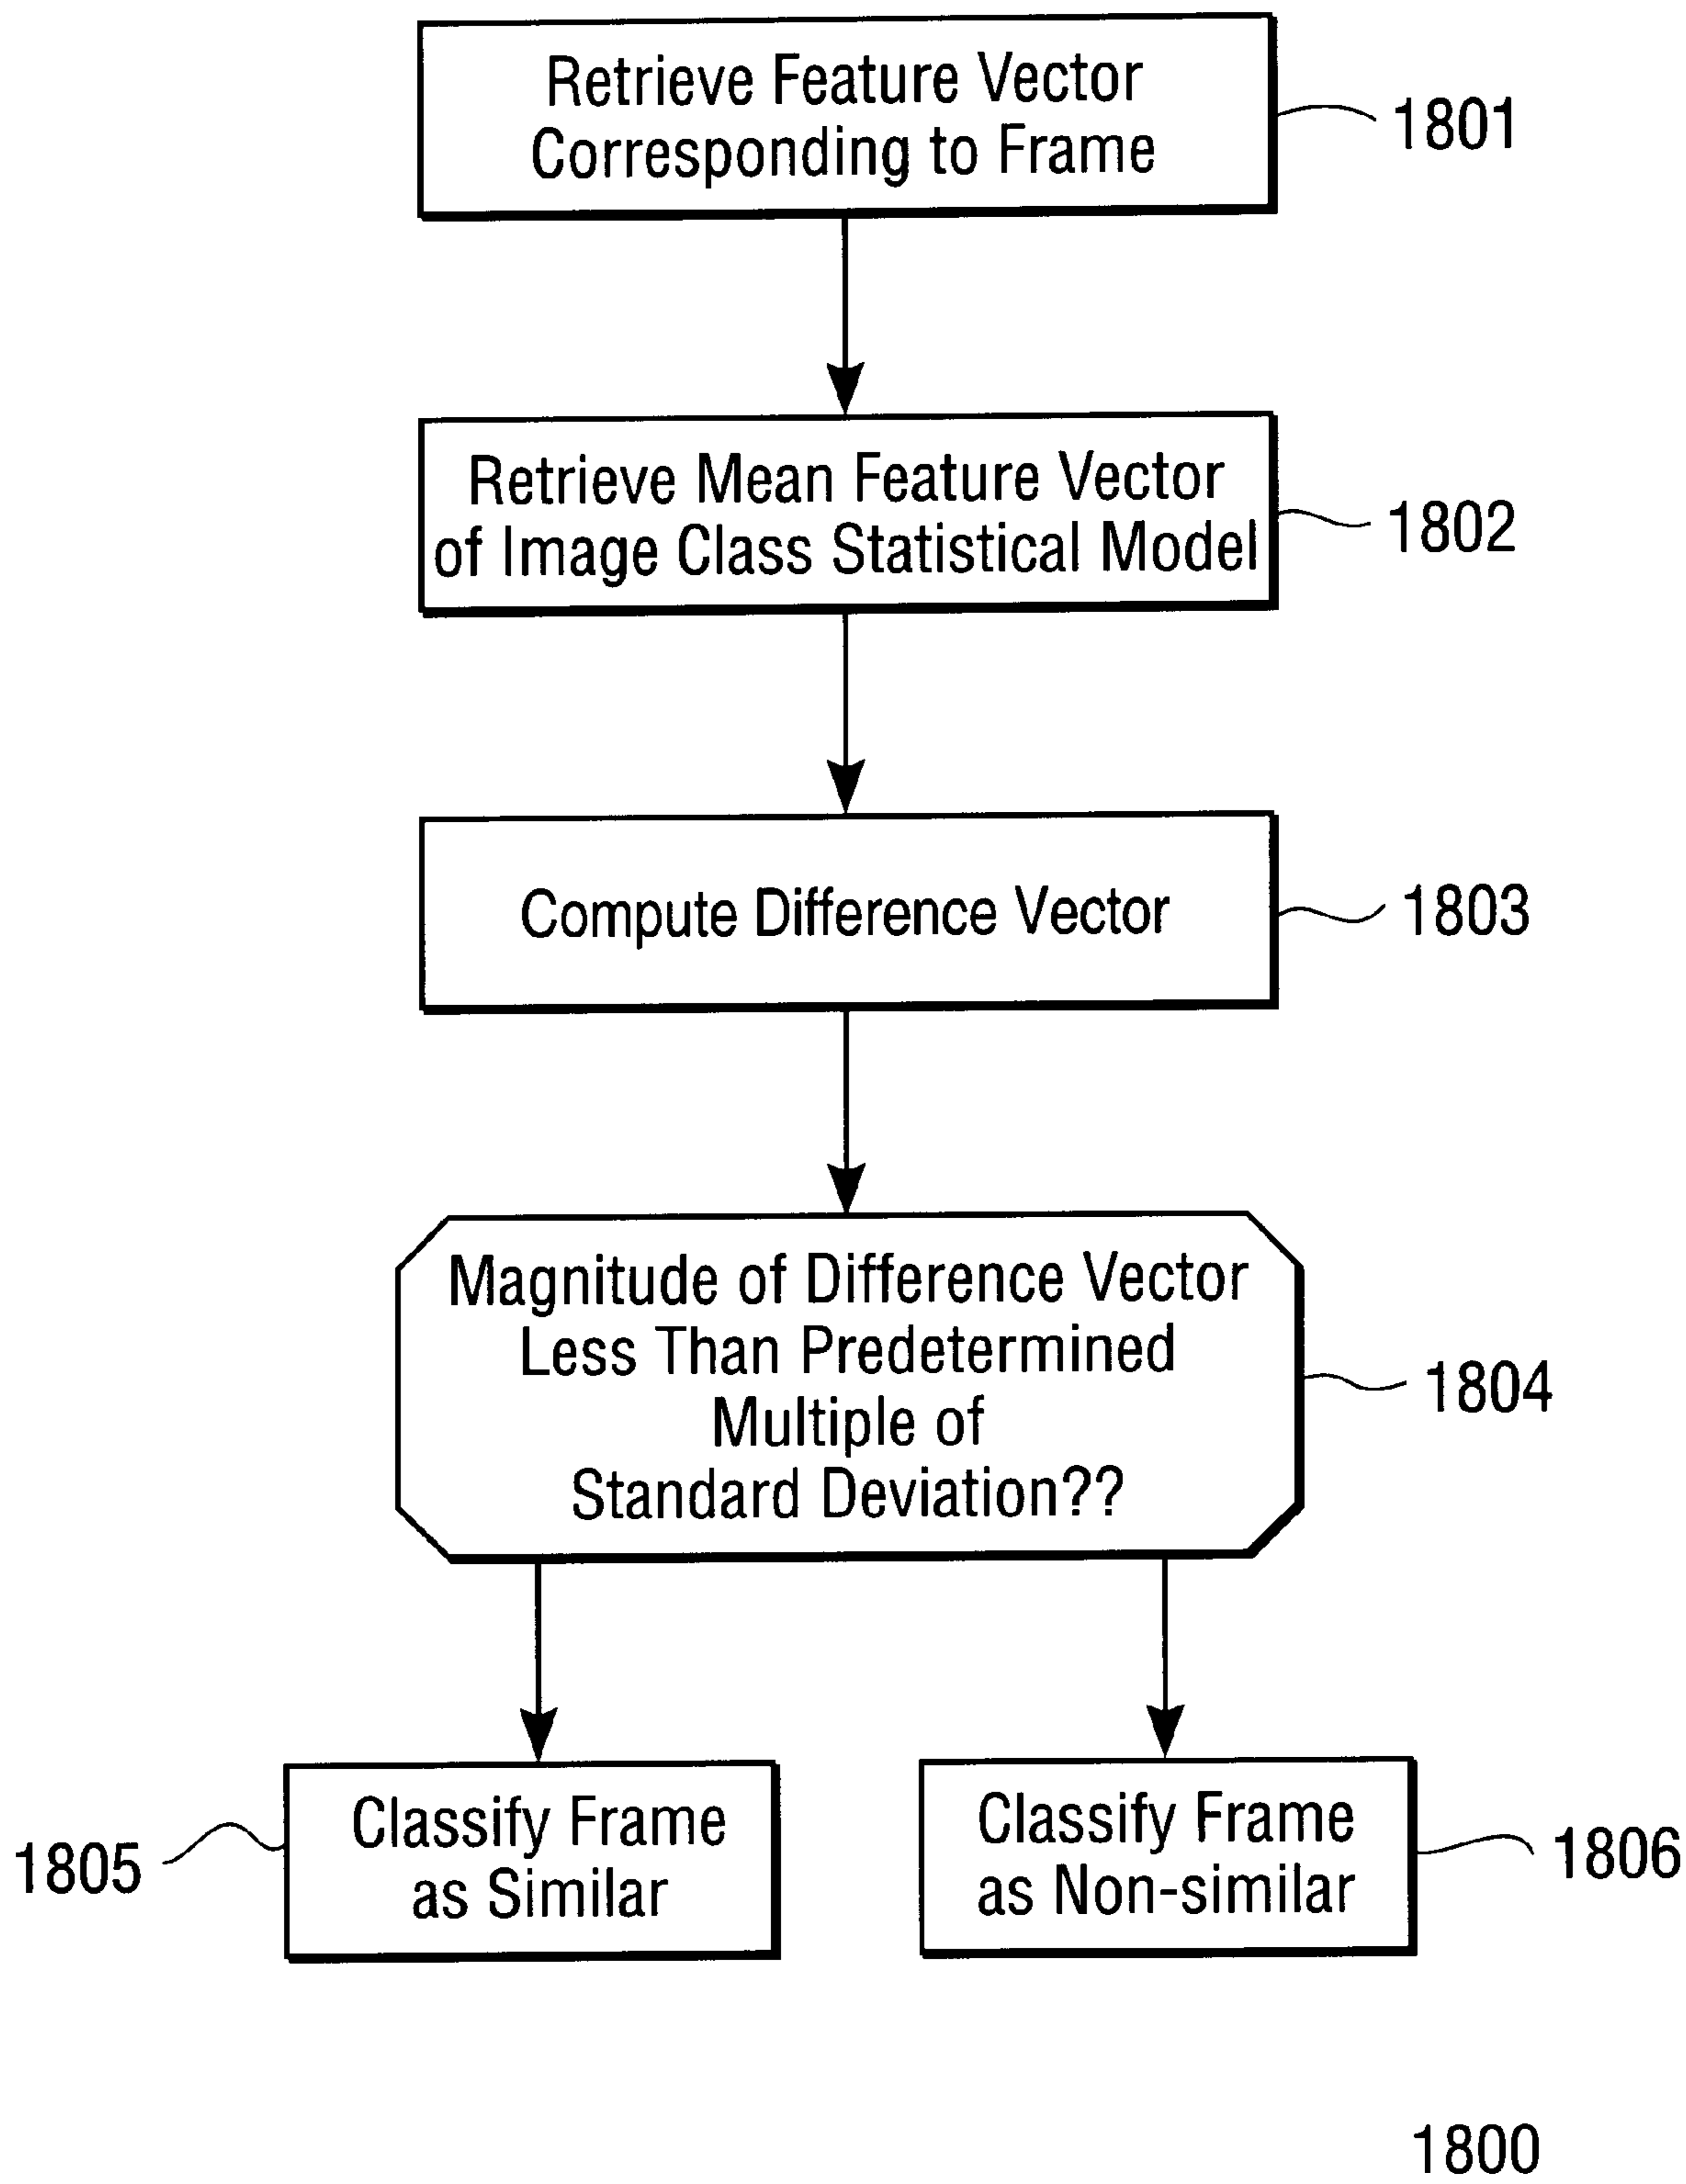 Retrieve Feature Vector
Corresponding to Frame
1801
Retrieve Mean Feature Vector
of Image Class Statistical Model
1802
Compute Difference Vector
1803
Magnitude of Difference Vector
Less Than Predetermined
Multiple of
Standard Deviation??
1804
1805
Classify Frame
as Similar
Classify Frame
as Non-similar
1806
1800